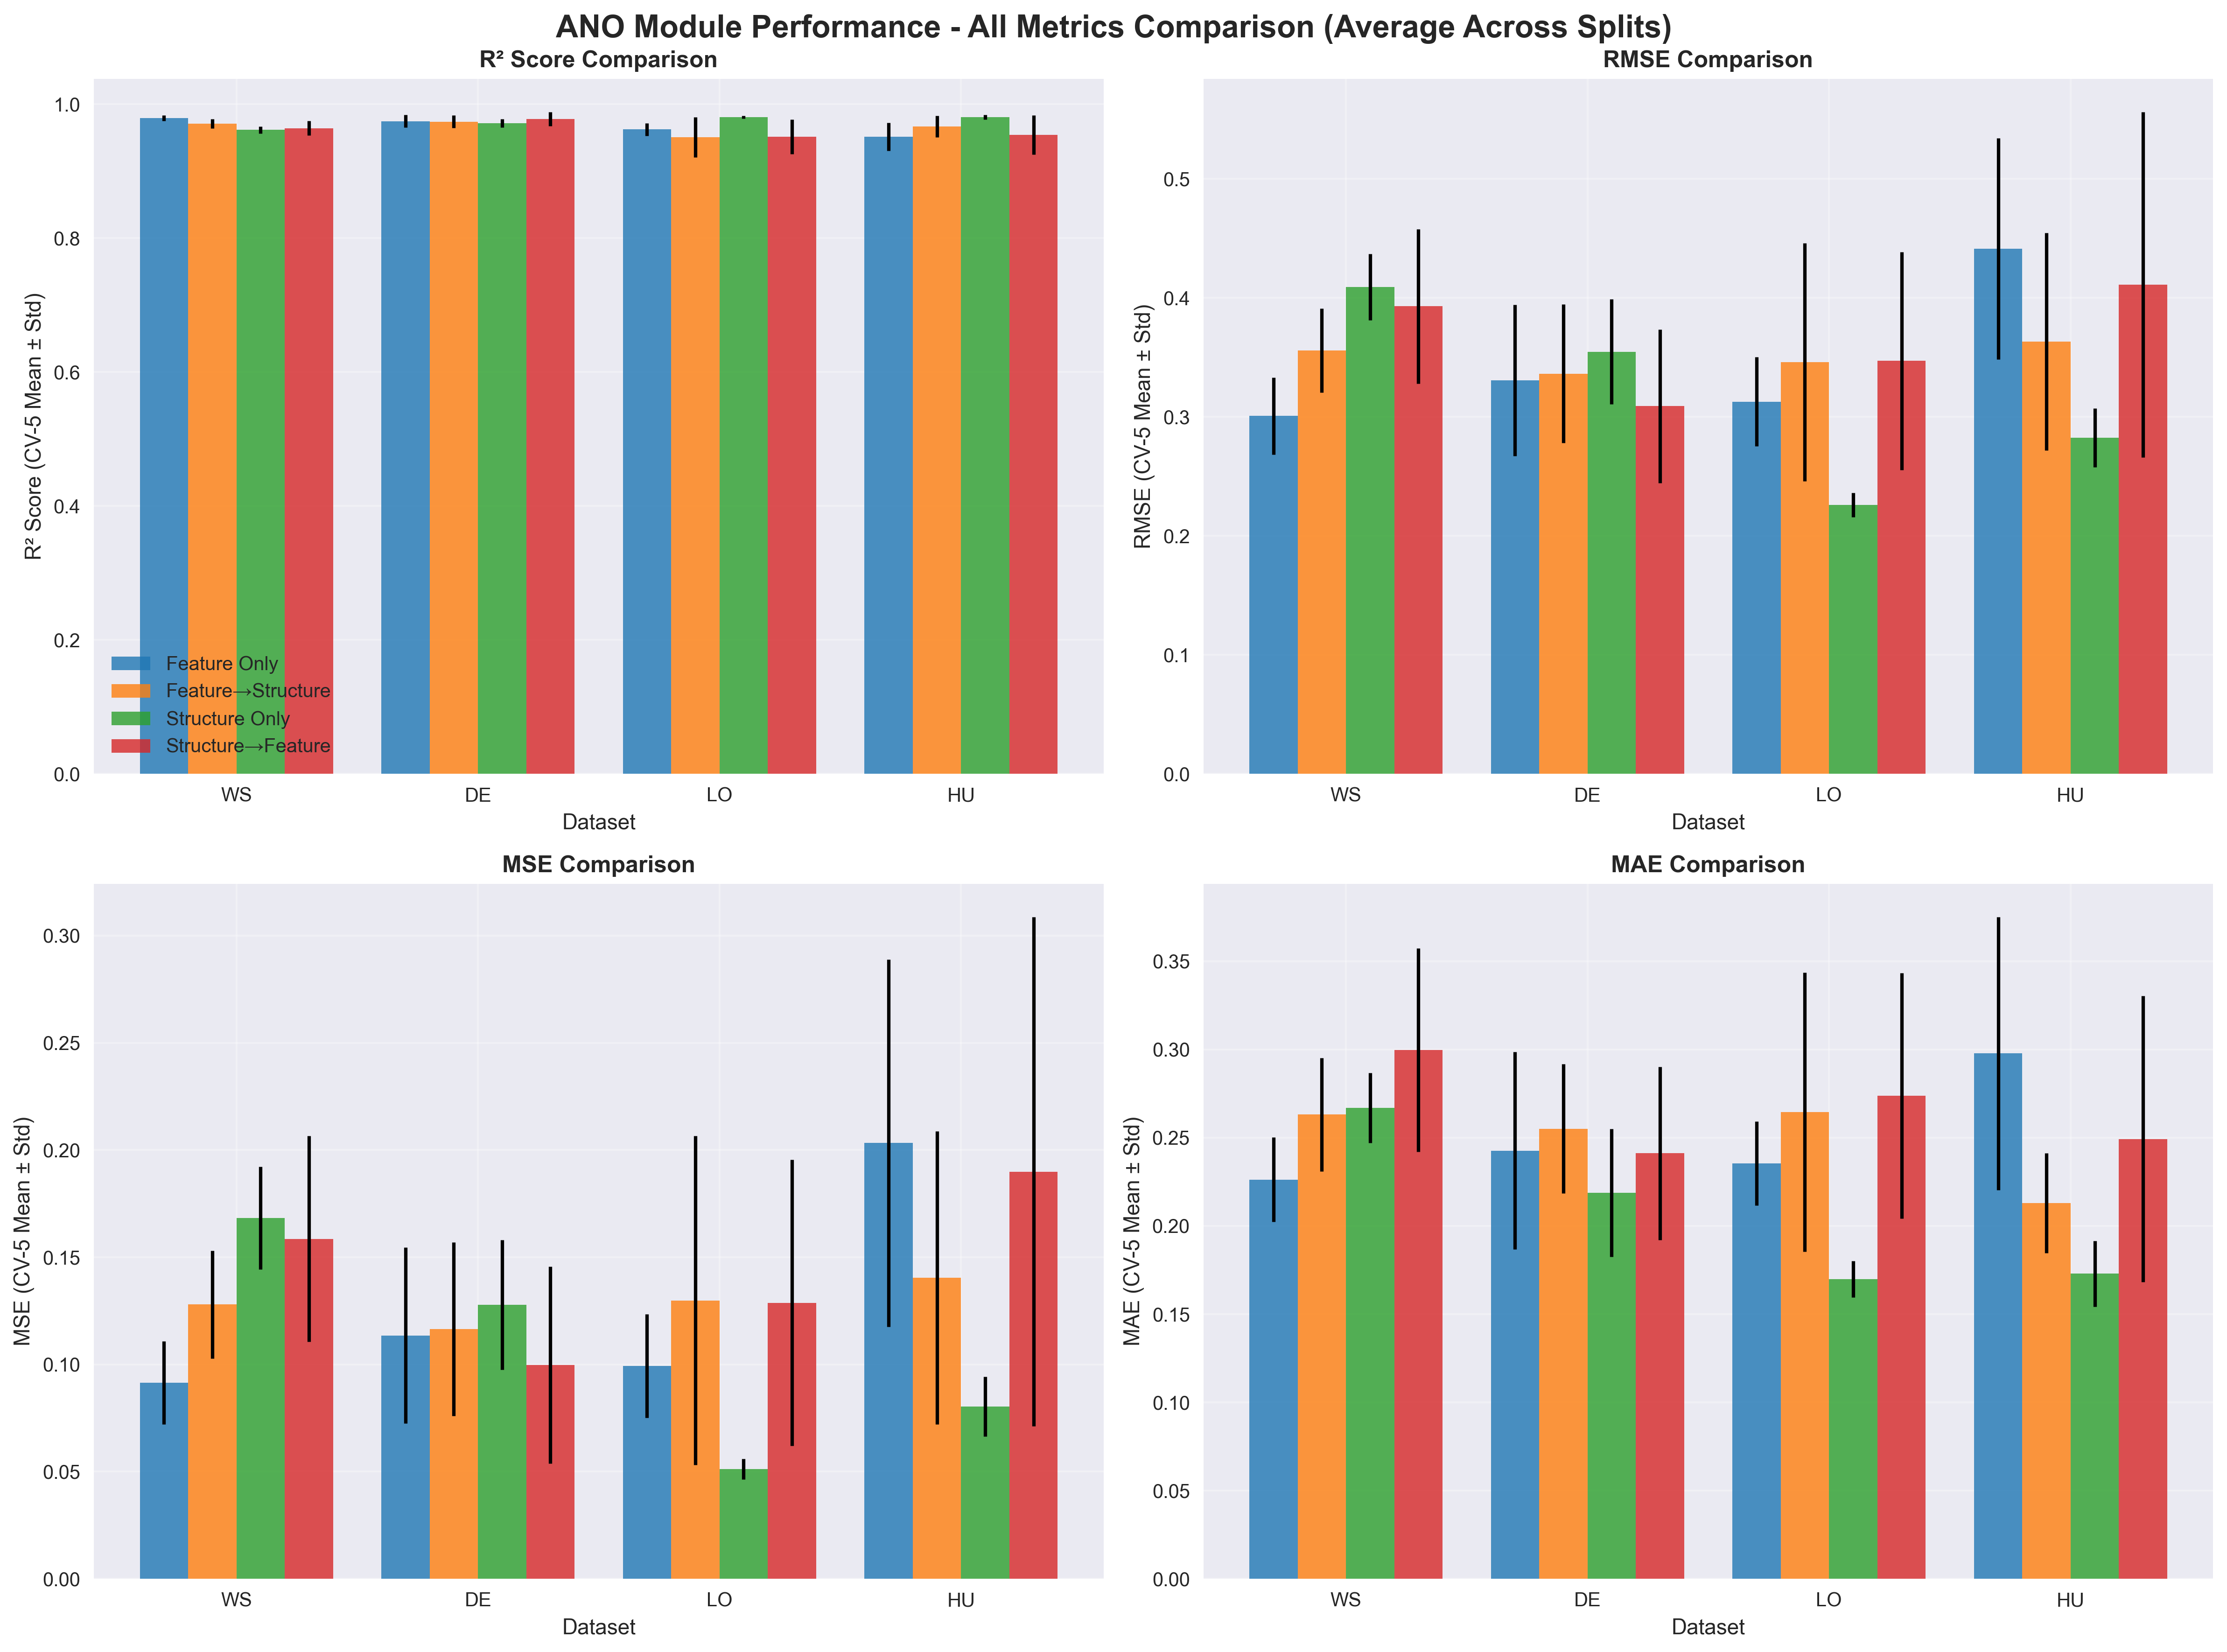 ANO Module Performance - All Metrics Comparison (Average Across Splits)
R² Score Comparison
R² Score (CV-5 Mean ± Std)
1.0
0.8
0.6
0.4
0.2
0.0
Feature Only
Feature→Structure
Structure Only
Structure→Feature
WS
DE
LO
HU
Dataset
RMSE Comparison
RMSE (CV-5 Mean ± Std)
0.5
0.4
0.3
0.2
0.1
0.0
WS
DE
LO
HU
Dataset
MSE Comparison
MSE (CV-5 Mean ± Std)
0.30
0.25
0.20
0.15
0.10
0.05
0.00
WS
DE
LO
HU
Dataset
MAE Comparison
MAE (CV-5 Mean ± Std)
0.35
0.30
0.25
0.20
0.15
0.10
0.05
0.00
WS
DE
LO
HU
Dataset